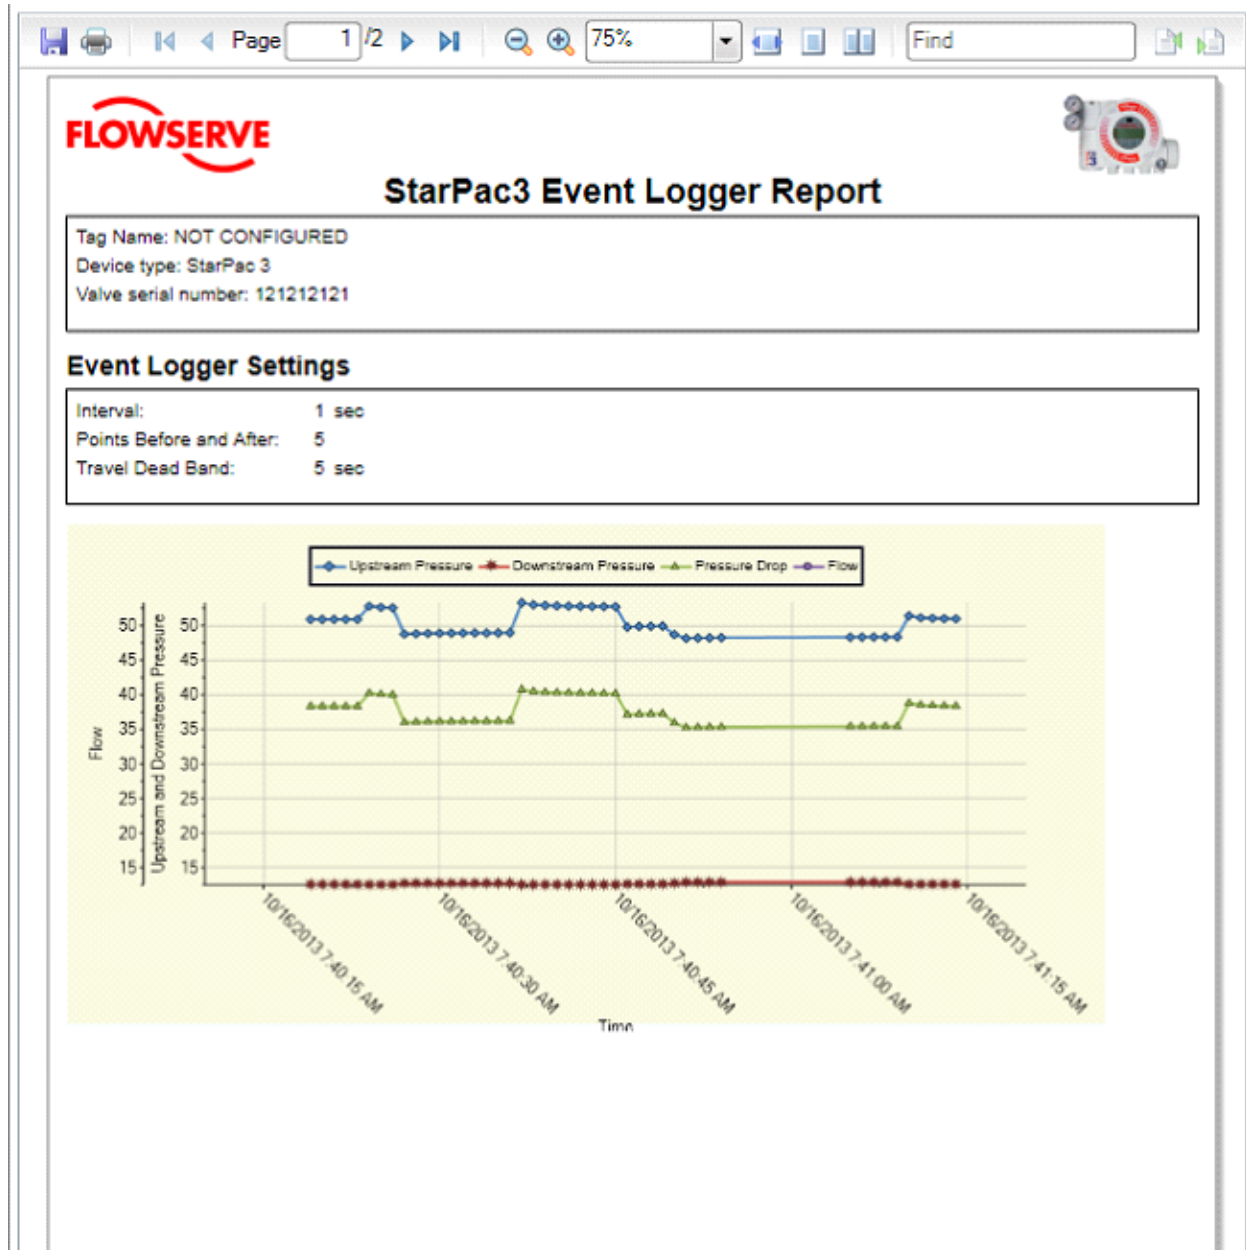 Page 1 /2 75% Find
FLOWSERVE
StarPac3 Event Logger Report
Tag Name: NOT CONFIGURED
Device type: StarPac 3
Valve serial number: 121212121
Event Logger Settings
Interval: 1 sec
Points Before and After: 5
Travel Dead Band: 5 sec
Upstream Pressure Downstream Pressure Pressure Drop Flow
Flow
50
45
40
35
30
25
20
15
Upstream and Downstream Pressure
50
45
40
35
30
25
20
15
10/16/2013 7:40:15 AM
10/16/2013 7:40:30 AM
10/16/2013 7:40:45 AM
10/16/2013 7:41:00 AM
10/16/2013 7:41:15 AM
Time